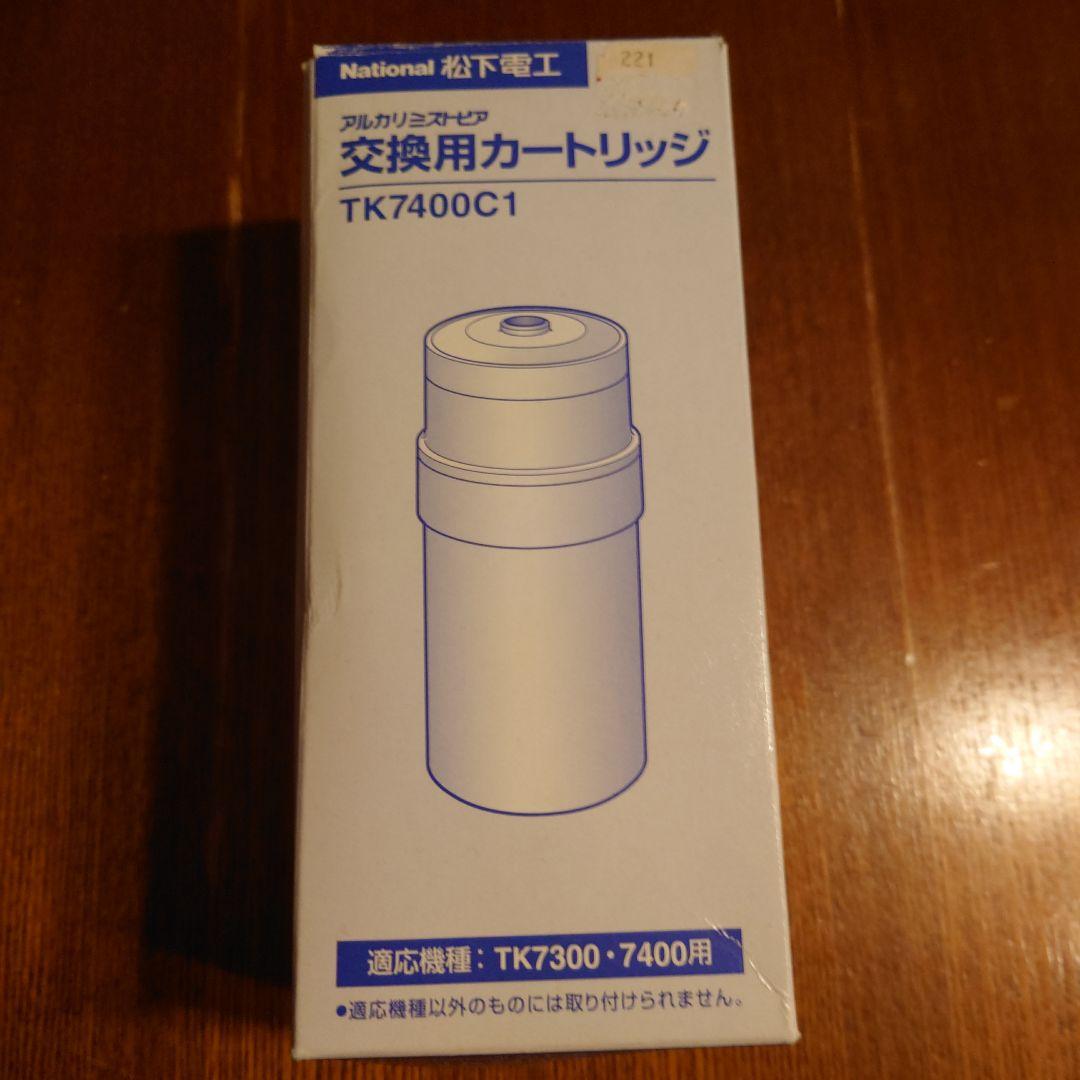 National 松下電工
221
アルカリミズトピア
交換用カートリッジ
TK7400C1
適応機種：TK7300・7400用
●適応機種以外のものには取り付けられません。